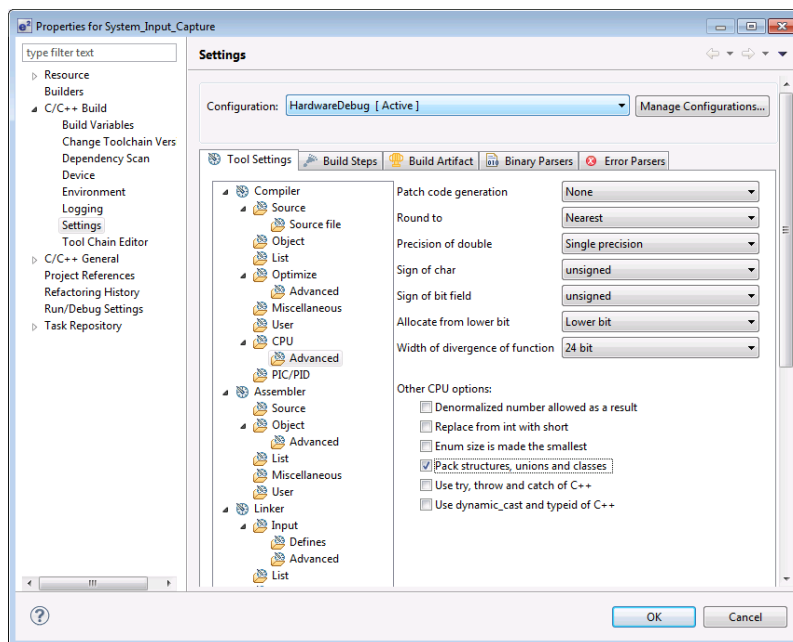 e² Properties for System_Input_Capture
type filter text
Resource
Builders
C/C++ Build
Build Variables
Change Toolchain Vers
Dependency Scan
Device
Environment
Logging
Settings
Tool Chain Editor
C/C++ General
Project References
Refactoring History
Run/Debug Settings
Task Repository
Settings
Configuration: HardwareDebug [ Active ] Manage Configurations...
Tool Settings Build Steps Build Artifact 010 Binary Parsers Error Parsers
Compiler
Source
Source file
Object
List
Optimize
Advanced
Miscellaneous
User
CPU
Advanced
PIC/PID
Assembler
Source
Object
Advanced
List
Miscellaneous
User
Linker
Input
Defines
Advanced
List
Patch code generation None
Round to Nearest
Precision of double Single precision
Sign of char unsigned
Sign of bit field unsigned
Allocate from lower bit Lower bit
Width of divergence of function 24 bit
Other CPU options:
Denormalized number allowed as a result
Replace from int with short
Enum size is made the smallest
Pack structures, unions and classes
Use try, throw and catch of C++
Use dynamic_cast and typeid of C++
?
OK Cancel